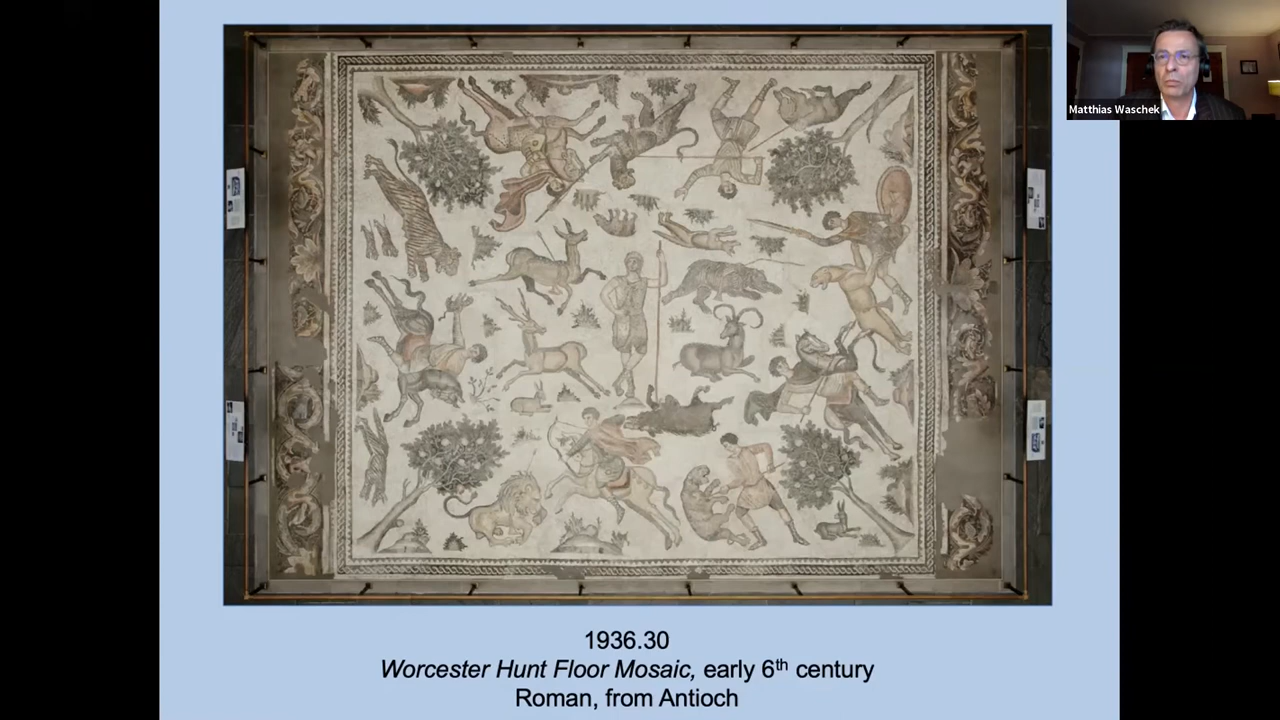 Matthias Waschek
1936.30
Worcester Hunt Floor Mosaic, early 6th century
Roman, from Antioch